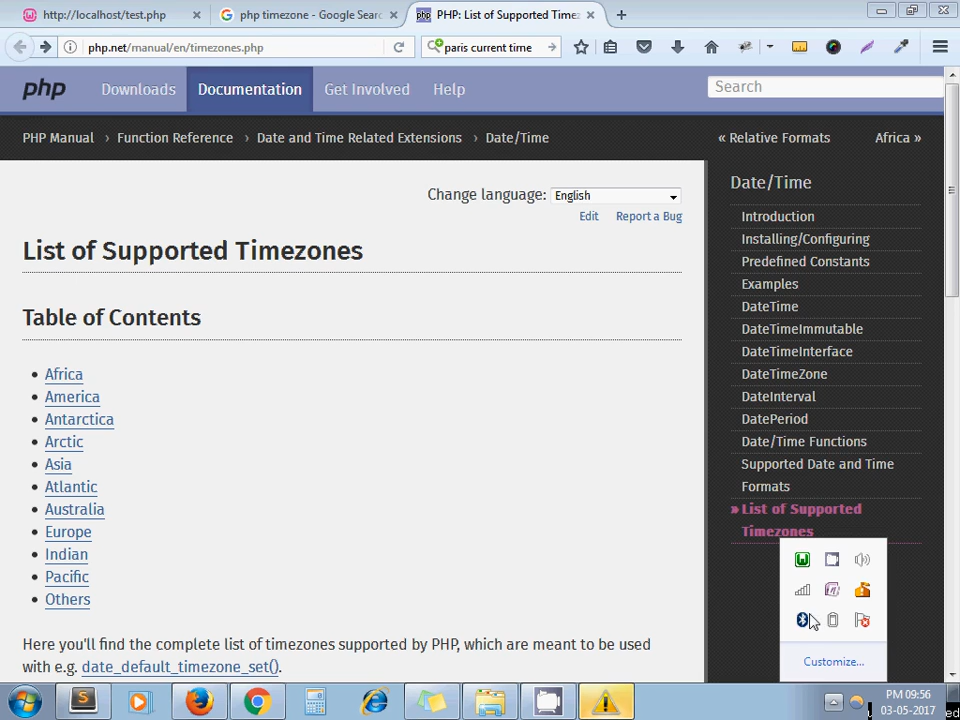 http://localhost/test.php
php timezone - Google Searc
php PHP: List of Supported Time:
php.net/manual/en/timezones.php
paris current time
php
Downloads
Documentation
Get Involved
Help
Search
PHP Manual › Function Reference › Date and Time Related Extensions › Date/Time
« Relative Formats
Africa »
Change language: English
Edit
Report a Bug
List of Supported Timezones
Table of Contents
• Africa
• America
• Antarctica
• Arctic
• Asia
• Atlantic
• Australia
• Europe
• Indian
• Pacific
• Others
Here you'll find the complete list of timezones supported by PHP, which are meant to be used
with e.g. date_default_timezone_set().
Date/Time
Introduction
Installing/Configuring
Predefined Constants
Examples
DateTime
DateTimeImmutable
DateTimeInterface
DateTimeZone
DateInterval
DatePeriod
Date/Time Functions
Supported Date and Time
Formats
» List of Supported
Timezones
Customize...
PM 09:56
03-05-2017